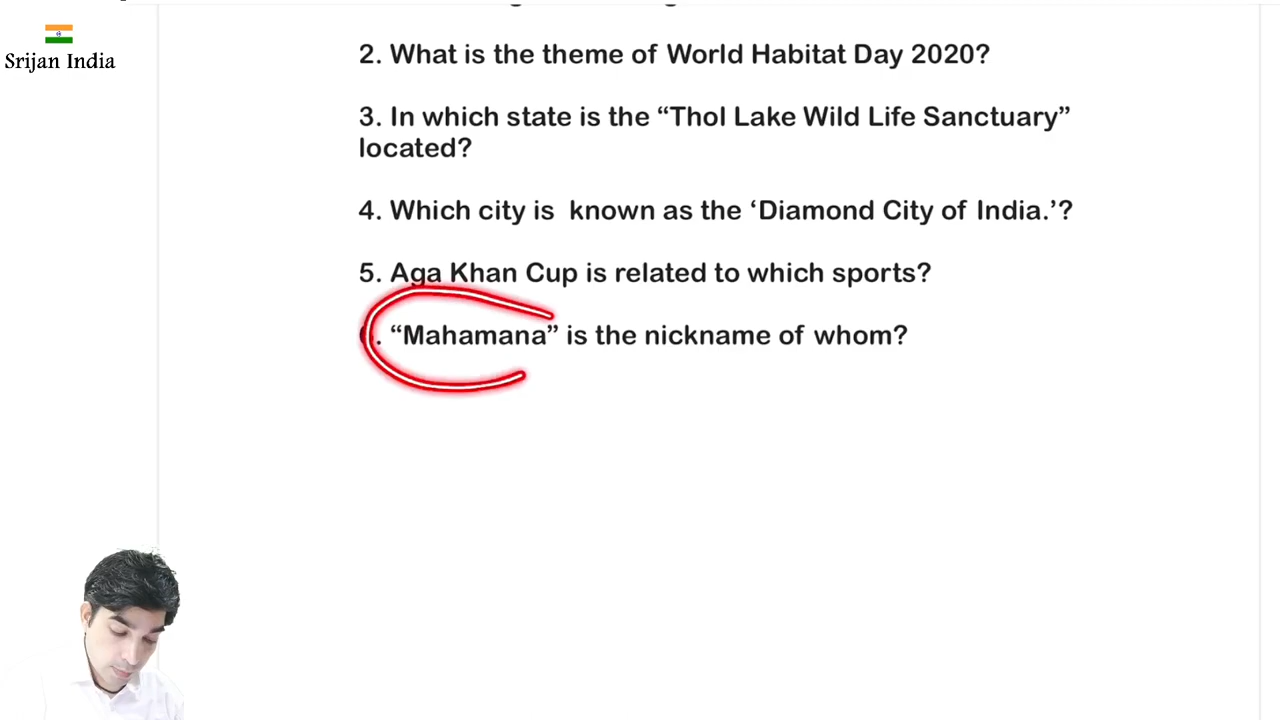 Srijan India
2. What is the theme of World Habitat Day 2020?
3. In which state is the “Thol Lake Wild Life Sanctuary”
located?
4. Which city is  known as the ‘Diamond City of India.’?
5. Aga Khan Cup is related to which sports?
6. “Mahamana” is the nickname of whom?